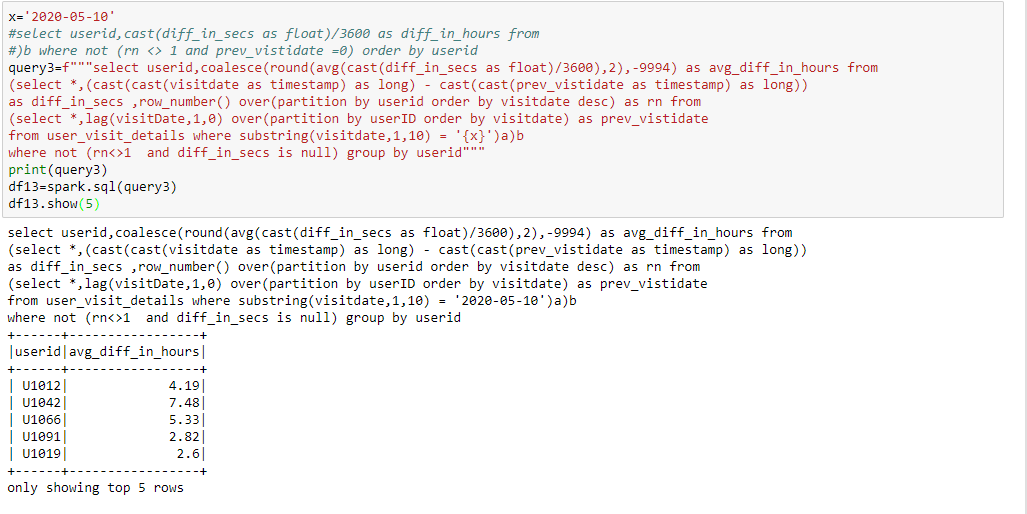 x='2020-05-10'
#select userid,cast(diff_in_secs as float)/3600 as diff_in_hours from
#)b where not (rn <> 1 and prev_vistidate =0) order by userid
query3=f"""select userid,coalesce(round(avg(cast(diff_in_secs as float)/3600),2),-9994) as avg_diff_in_hours from
(select *,(cast(cast(visitdate as timestamp) as long) - cast(cast(prev_vistidate as timestamp) as long))
as diff_in_secs ,row_number() over(partition by userid order by visitdate desc) as rn from
(select *,lag(visitDate,1,0) over(partition by userID order by visitdate) as prev_vistidate
from user_visit_details where substring(visitdate,1,10) = '{x}')a)b
where not (rn<>1  and diff_in_secs is null) group by userid"""
print(query3)
df13=spark.sql(query3)
df13.show(5)
select userid,coalesce(round(avg(cast(diff_in_secs as float)/3600),2),-9994) as avg_diff_in_hours from
(select *,(cast(cast(visitdate as timestamp) as long) - cast(cast(prev_vistidate as timestamp) as long))
as diff_in_secs ,row_number() over(partition by userid order by visitdate desc) as rn from
(select *,lag(visitDate,1,0) over(partition by userID order by visitdate) as prev_vistidate
from user_visit_details where substring(visitdate,1,10) = '2020-05-10')a)b
where not (rn<>1  and diff_in_secs is null) group by userid
+------+-----------------+
|userid|avg_diff_in_hours|
+------+-----------------+
| U1012|             4.19|
| U1042|             7.48|
| U1066|             5.33|
| U1091|             2.82|
| U1019|              2.6|
+------+-----------------+
only showing top 5 rows